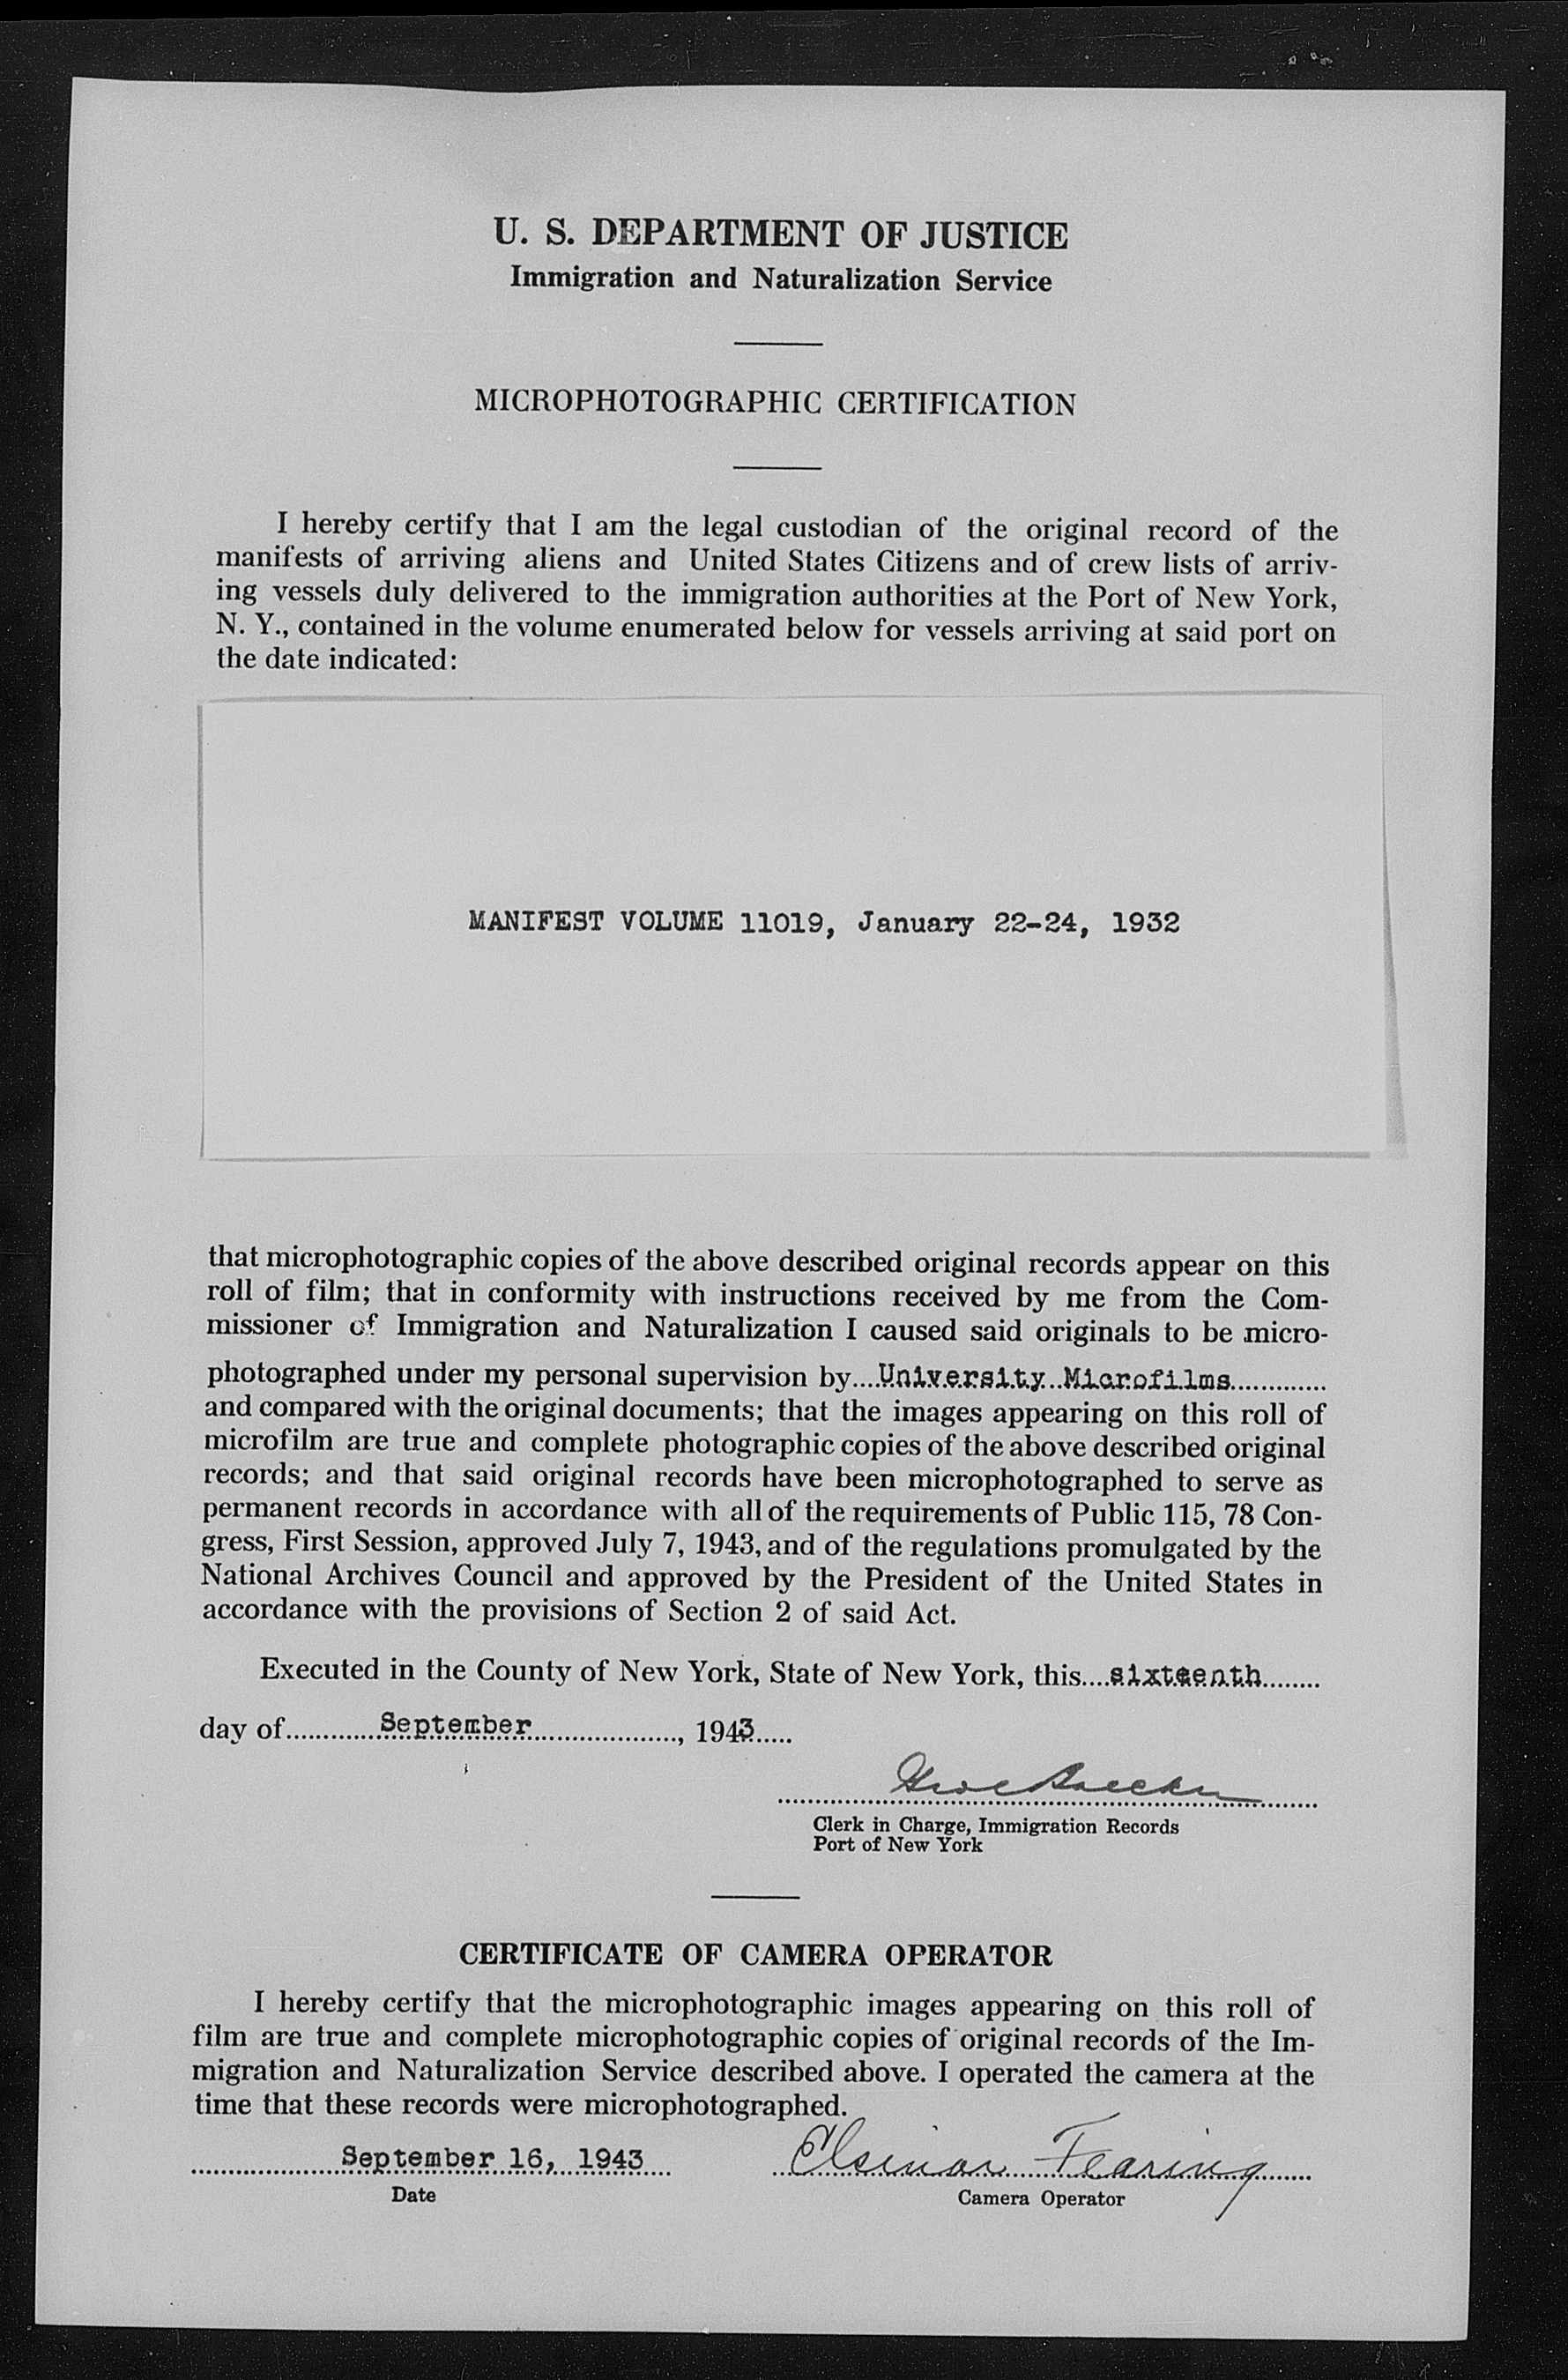 U. S. DEPARTMENT OF JUSTICE
Immigration and Naturalization Service
MICROPHOTOGRAPHIC CERTIFICATION
I hereby certify that I am the legal custodian of the original record of the
manifests of arriving aliens and United States Citizens and of crew lists of arriv-
ing vessels duly delivered to the immigration authorities at the Port of New York,
N. Y., contained in the volume enumerated below for vessels arriving at said port on
the date indicated:
MANIFEST VOLUME 11019, January 22-24, 1932
that microphotographic copies of the above described original records appear on this
roll of film; that in conformity with instructions received by me from the Com-
missioner of Immigration and Naturalization I caused said originals to be micro-
photographed under my personal supervision by....University Microfilms.............
and compared with the original documents; that the images appearing on this roll of
microfilm are true and complete photographic copies of the above described original
records; and that said original records have been microphotographed to serve as
permanent records in accordance with all of the requirements of Public 115, 78 Con-
gress, First Session, approved July 7, 1943, and of the regulations promulgated by the
National Archives Council and approved by the President of the United States in
accordance with the provisions of Section 2 of said Act.
Executed in the County of New York, State of New York, this....sixteenth........
day of.............September...................., 1943......
Clerk in Charge, Immigration Records
Port of New York
CERTIFICATE OF CAMERA OPERATOR
I hereby certify that the microphotographic images appearing on this roll of
film are true and complete microphotographic copies of original records of the Im-
migration and Naturalization Service described above. I operated the camera at the
time that these records were microphotographed.
September 16, 1943 Fearing
Date Camera Operator